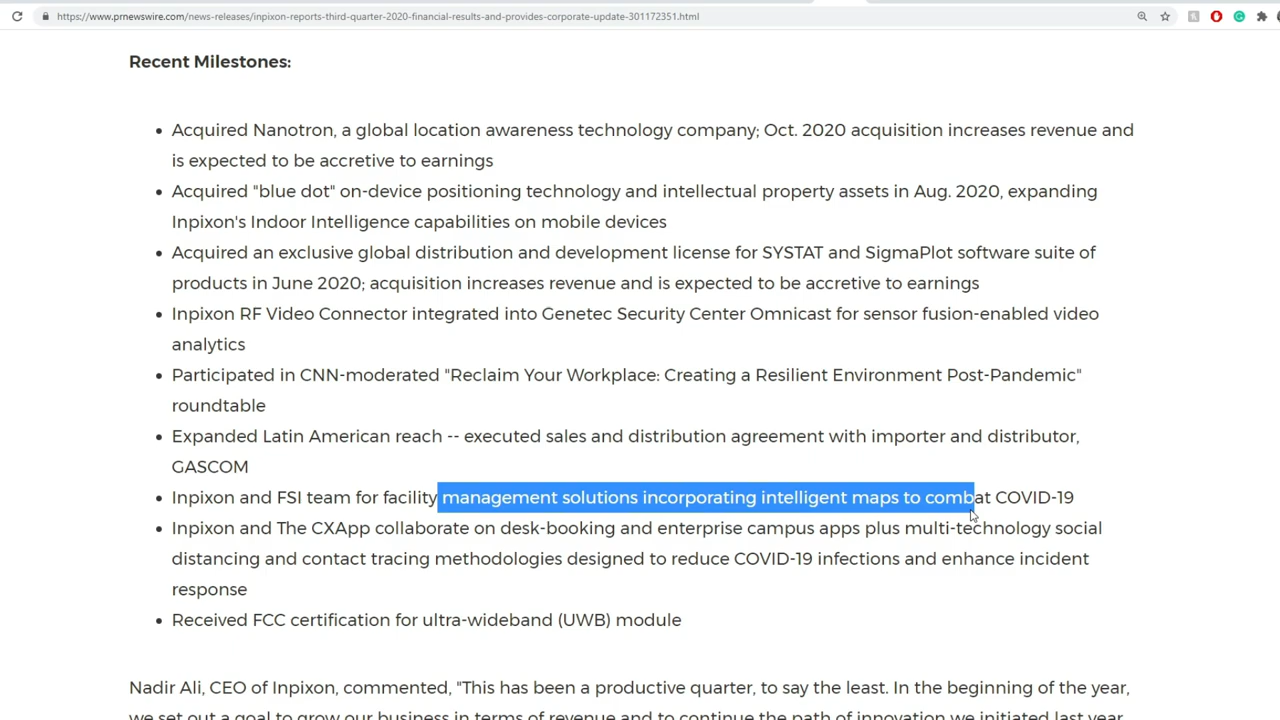 https://www.prnewswire.com/news-releases/inpixon-reports-third-quarter-2020-financial-results-and-provides-corporate-update-301172351.html
Recent Milestones:
• Acquired Nanotron, a global location awareness technology company; Oct. 2020 acquisition increases revenue and
is expected to be accretive to earnings
• Acquired "blue dot" on-device positioning technology and intellectual property assets in Aug. 2020, expanding
Inpixon's Indoor Intelligence capabilities on mobile devices
• Acquired an exclusive global distribution and development license for SYSTAT and SigmaPlot software suite of
products in June 2020; acquisition increases revenue and is expected to be accretive to earnings
• Inpixon RF Video Connector integrated into Genetec Security Center Omnicast for sensor fusion-enabled video
analytics
• Participated in CNN-moderated "Reclaim Your Workplace: Creating a Resilient Environment Post-Pandemic"
roundtable
• Expanded Latin American reach -- executed sales and distribution agreement with importer and distributor,
GASCOM
• Inpixon and FSI team for facility management solutions incorporating intelligent maps to combat COVID-19
• Inpixon and The CXApp collaborate on desk-booking and enterprise campus apps plus multi-technology social
distancing and contact tracing methodologies designed to reduce COVID-19 infections and enhance incident
response
• Received FCC certification for ultra-wideband (UWB) module
Nadir Ali, CEO of Inpixon, commented, "This has been a productive quarter, to say the least. In the beginning of the year,
we set out a goal to grow our business in terms of revenue and to continue the path of innovation we initiated last year